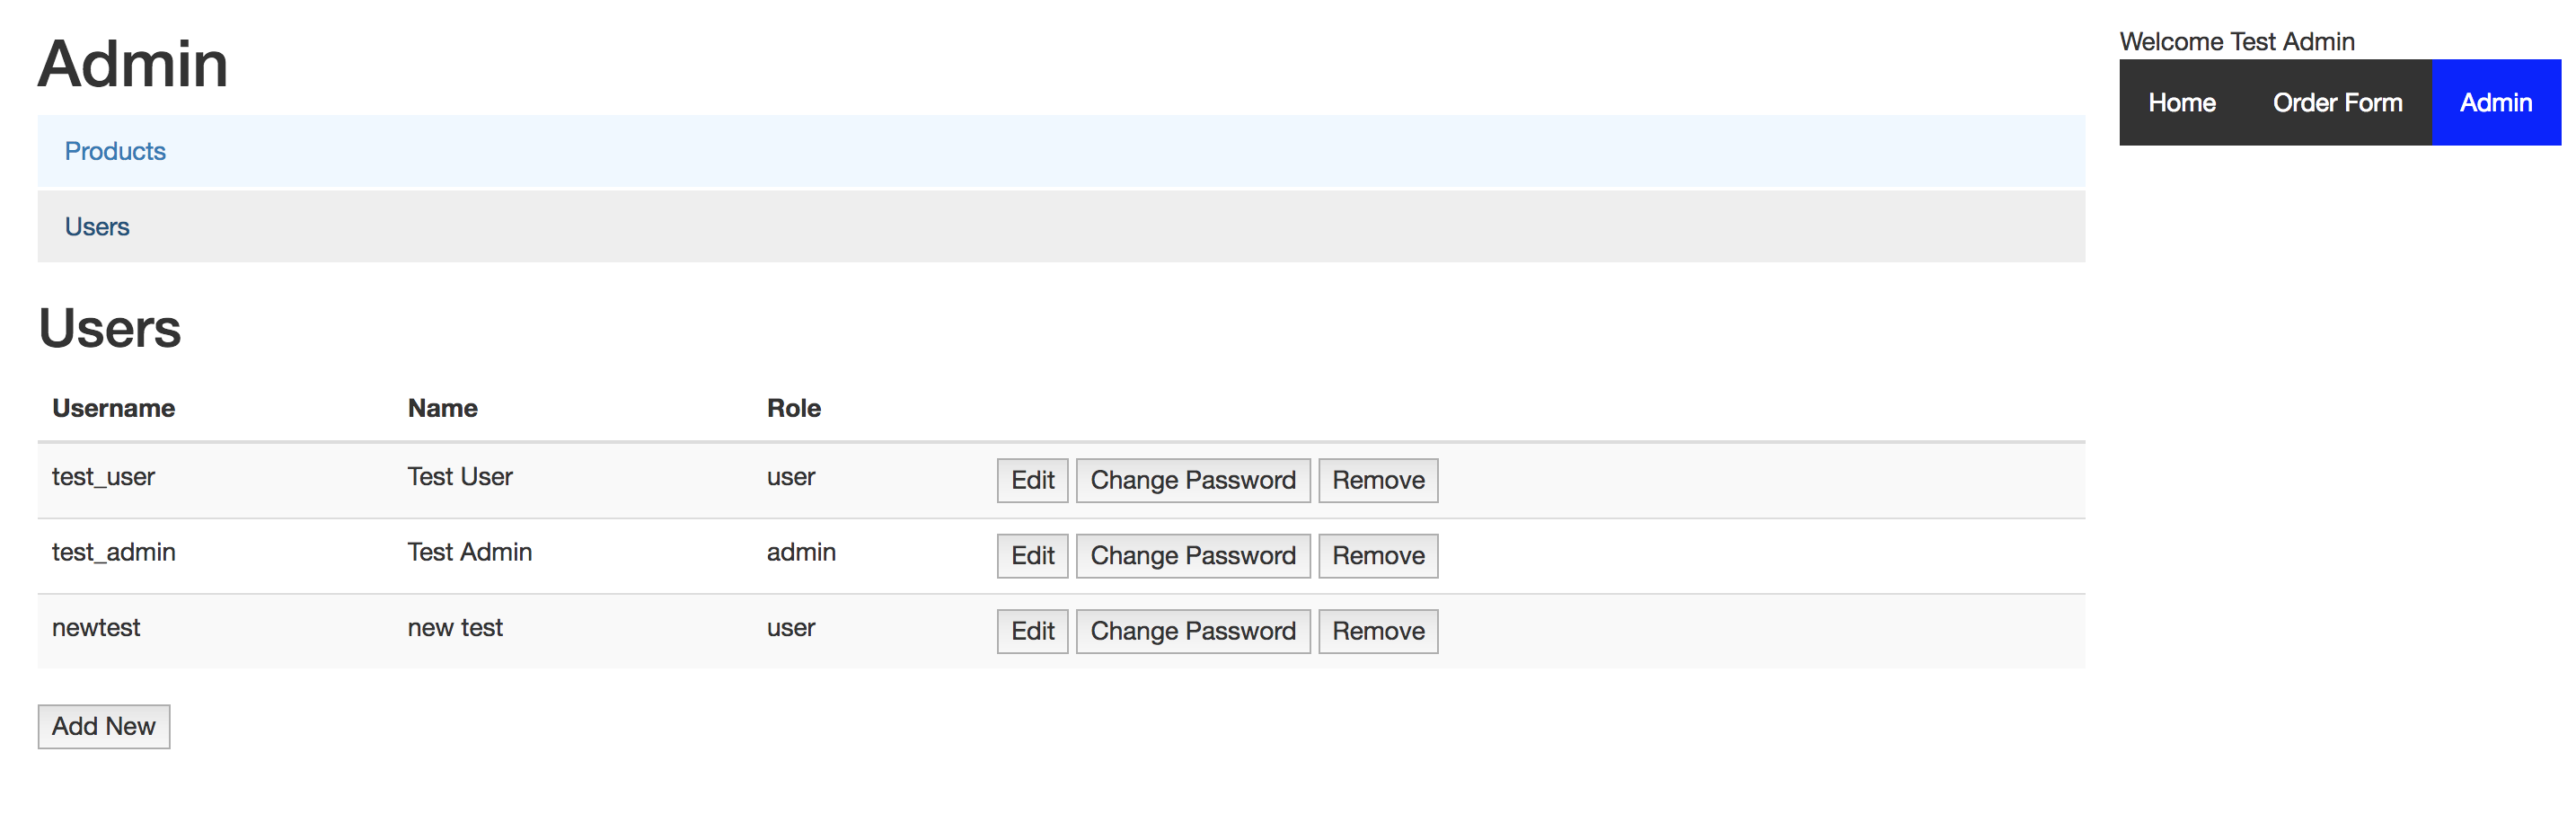 Admin
Welcome Test Admin
Home Order Form Admin
Products
Users
Users
Username Name Role
test_user Test User user Edit Change Password Remove
test_admin Test Admin admin Edit Change Password Remove
newtest new test user Edit Change Password Remove
Add New